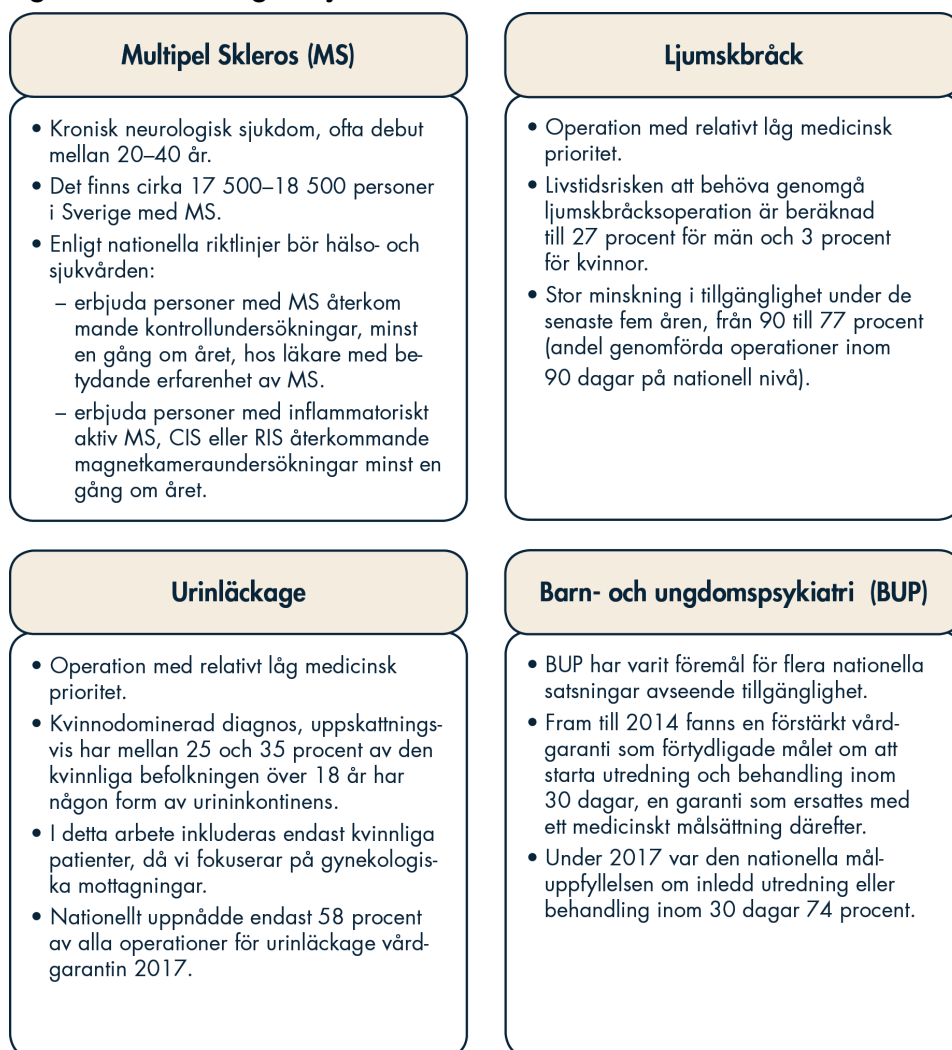 Multipel Skleros (MS)
• Kronisk neurologisk sjukdom, ofta debut
mellan 20–40 år.
• Det finns cirka 17 500–18 500 personer
i Sverige med MS.
• Enligt nationella riktlinjer bör hälso- och
sjukvården:
– erbjuda personer med MS återkom
mande kontrollundersökningar, minst
en gång om året, hos läkare med be-
tydande erfarenhet av MS.
– erbjuda personer med inflammatoriskt
aktiv MS, CIS eller RIS återkommande
magnetkameraundersökningar minst en
gång om året.
Ljumskbråck
• Operation med relativt låg medicinsk
prioritet.
• Livstidsrisken att behöva genomgå
ljumskbråcksoperation är beräknad
till 27 procent för män och 3 procent
för kvinnor.
• Stor minskning i tillgänglighet under de
senaste fem åren, från 90 till 77 procent
(andel genomförda operationer inom
90 dagar på nationell nivå).
Urinläckage
• Operation med relativt låg medicinsk
prioritet.
• Kvinnodominerad diagnos, uppskattnings-
vis har mellan 25 och 35 procent av den
kvinnliga befolkningen över 18 år har
någon form av urininkontinens.
• I detta arbete inkluderas endast kvinnliga
patienter, då vi fokuserar på gynekologis-
ka mottagningar.
• Nationellt uppnådde endast 58 procent
av alla operationer för urinläckage vård-
garantin 2017.
Barn- och ungdomspsykiatri (BUP)
• BUP har varit föremål för flera nationella
satsningar avseende tillgänglighet.
• Fram till 2014 fanns en förstärkt vård-
garanti som förtydligade målet om att
starta utredning och behandling inom
30 dagar, en garanti som ersattes med
ett medicinskt målsättning därefter.
• Under 2017 var den nationella mål-
uppfyllelsen om inledd utredning eller
behandling inom 30 dagar 74 procent.